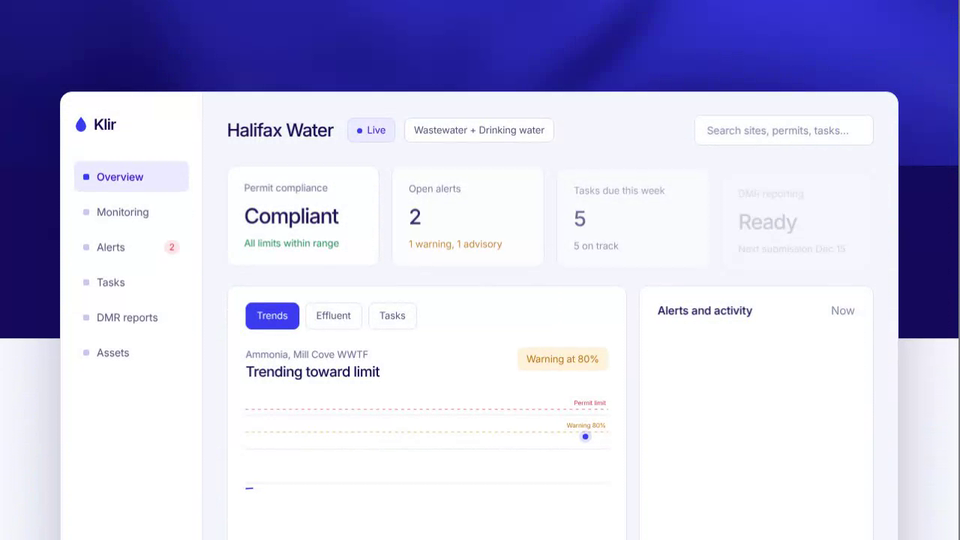 Klir
Overview
Monitoring
Alerts 2
Tasks
DMR reports
Assets
Halifax Water
Live
Wastewater + Drinking water
Search sites, permits, tasks...
Permit compliance
Compliant
All limits within range
Open alerts
2
1 warning, 1 advisory
Tasks due this week
5
5 on track
DMR reporting
Ready
Next submission Dec 15
Trends
Effluent
Tasks
Ammonia, Mill Cove WWTF
Trending toward limit
Warning at 80%
Permit limit
Warning 80%
Alerts and activity
Now